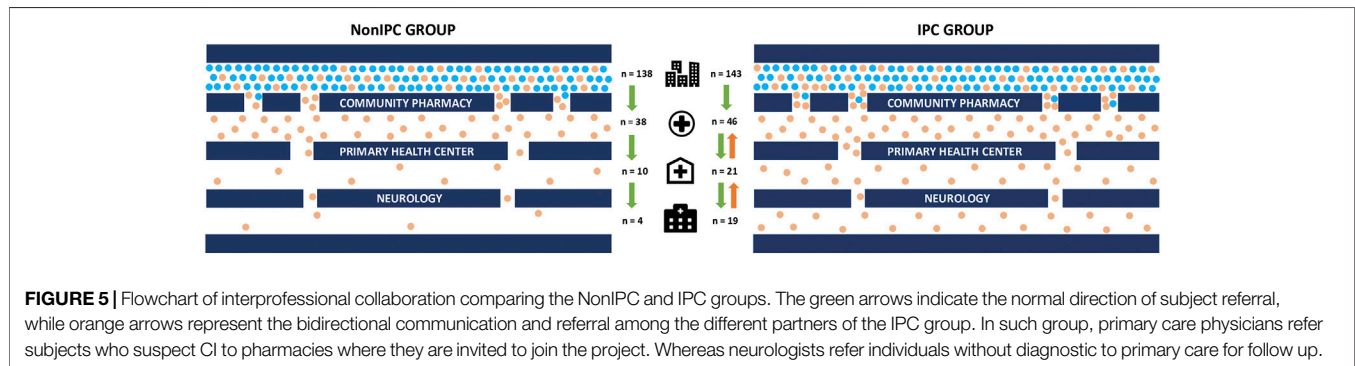 NonIPC GROUP
IPC GROUP
n = 138
n = 143
COMMUNITY PHARMACY
COMMUNITY PHARMACY
n = 38
n = 46
PRIMARY HEALTH CENTER
PRIMARY HEALTH CENTER
n = 10
n = 21
NEUROLOGY
NEUROLOGY
n = 4
n = 19
FIGURE 5 | Flowchart of interprofessional collaboration comparing the NonIPC and IPC groups. The green arrows indicate the normal direction of subject referral,
while orange arrows represent the bidirectional communication and referral among the different partners of the IPC group. In such group, primary care physicians refer
subjects who suspect CI to pharmacies where they are invited to join the project. Whereas neurologists refer individuals without diagnostic to primary care for follow up.